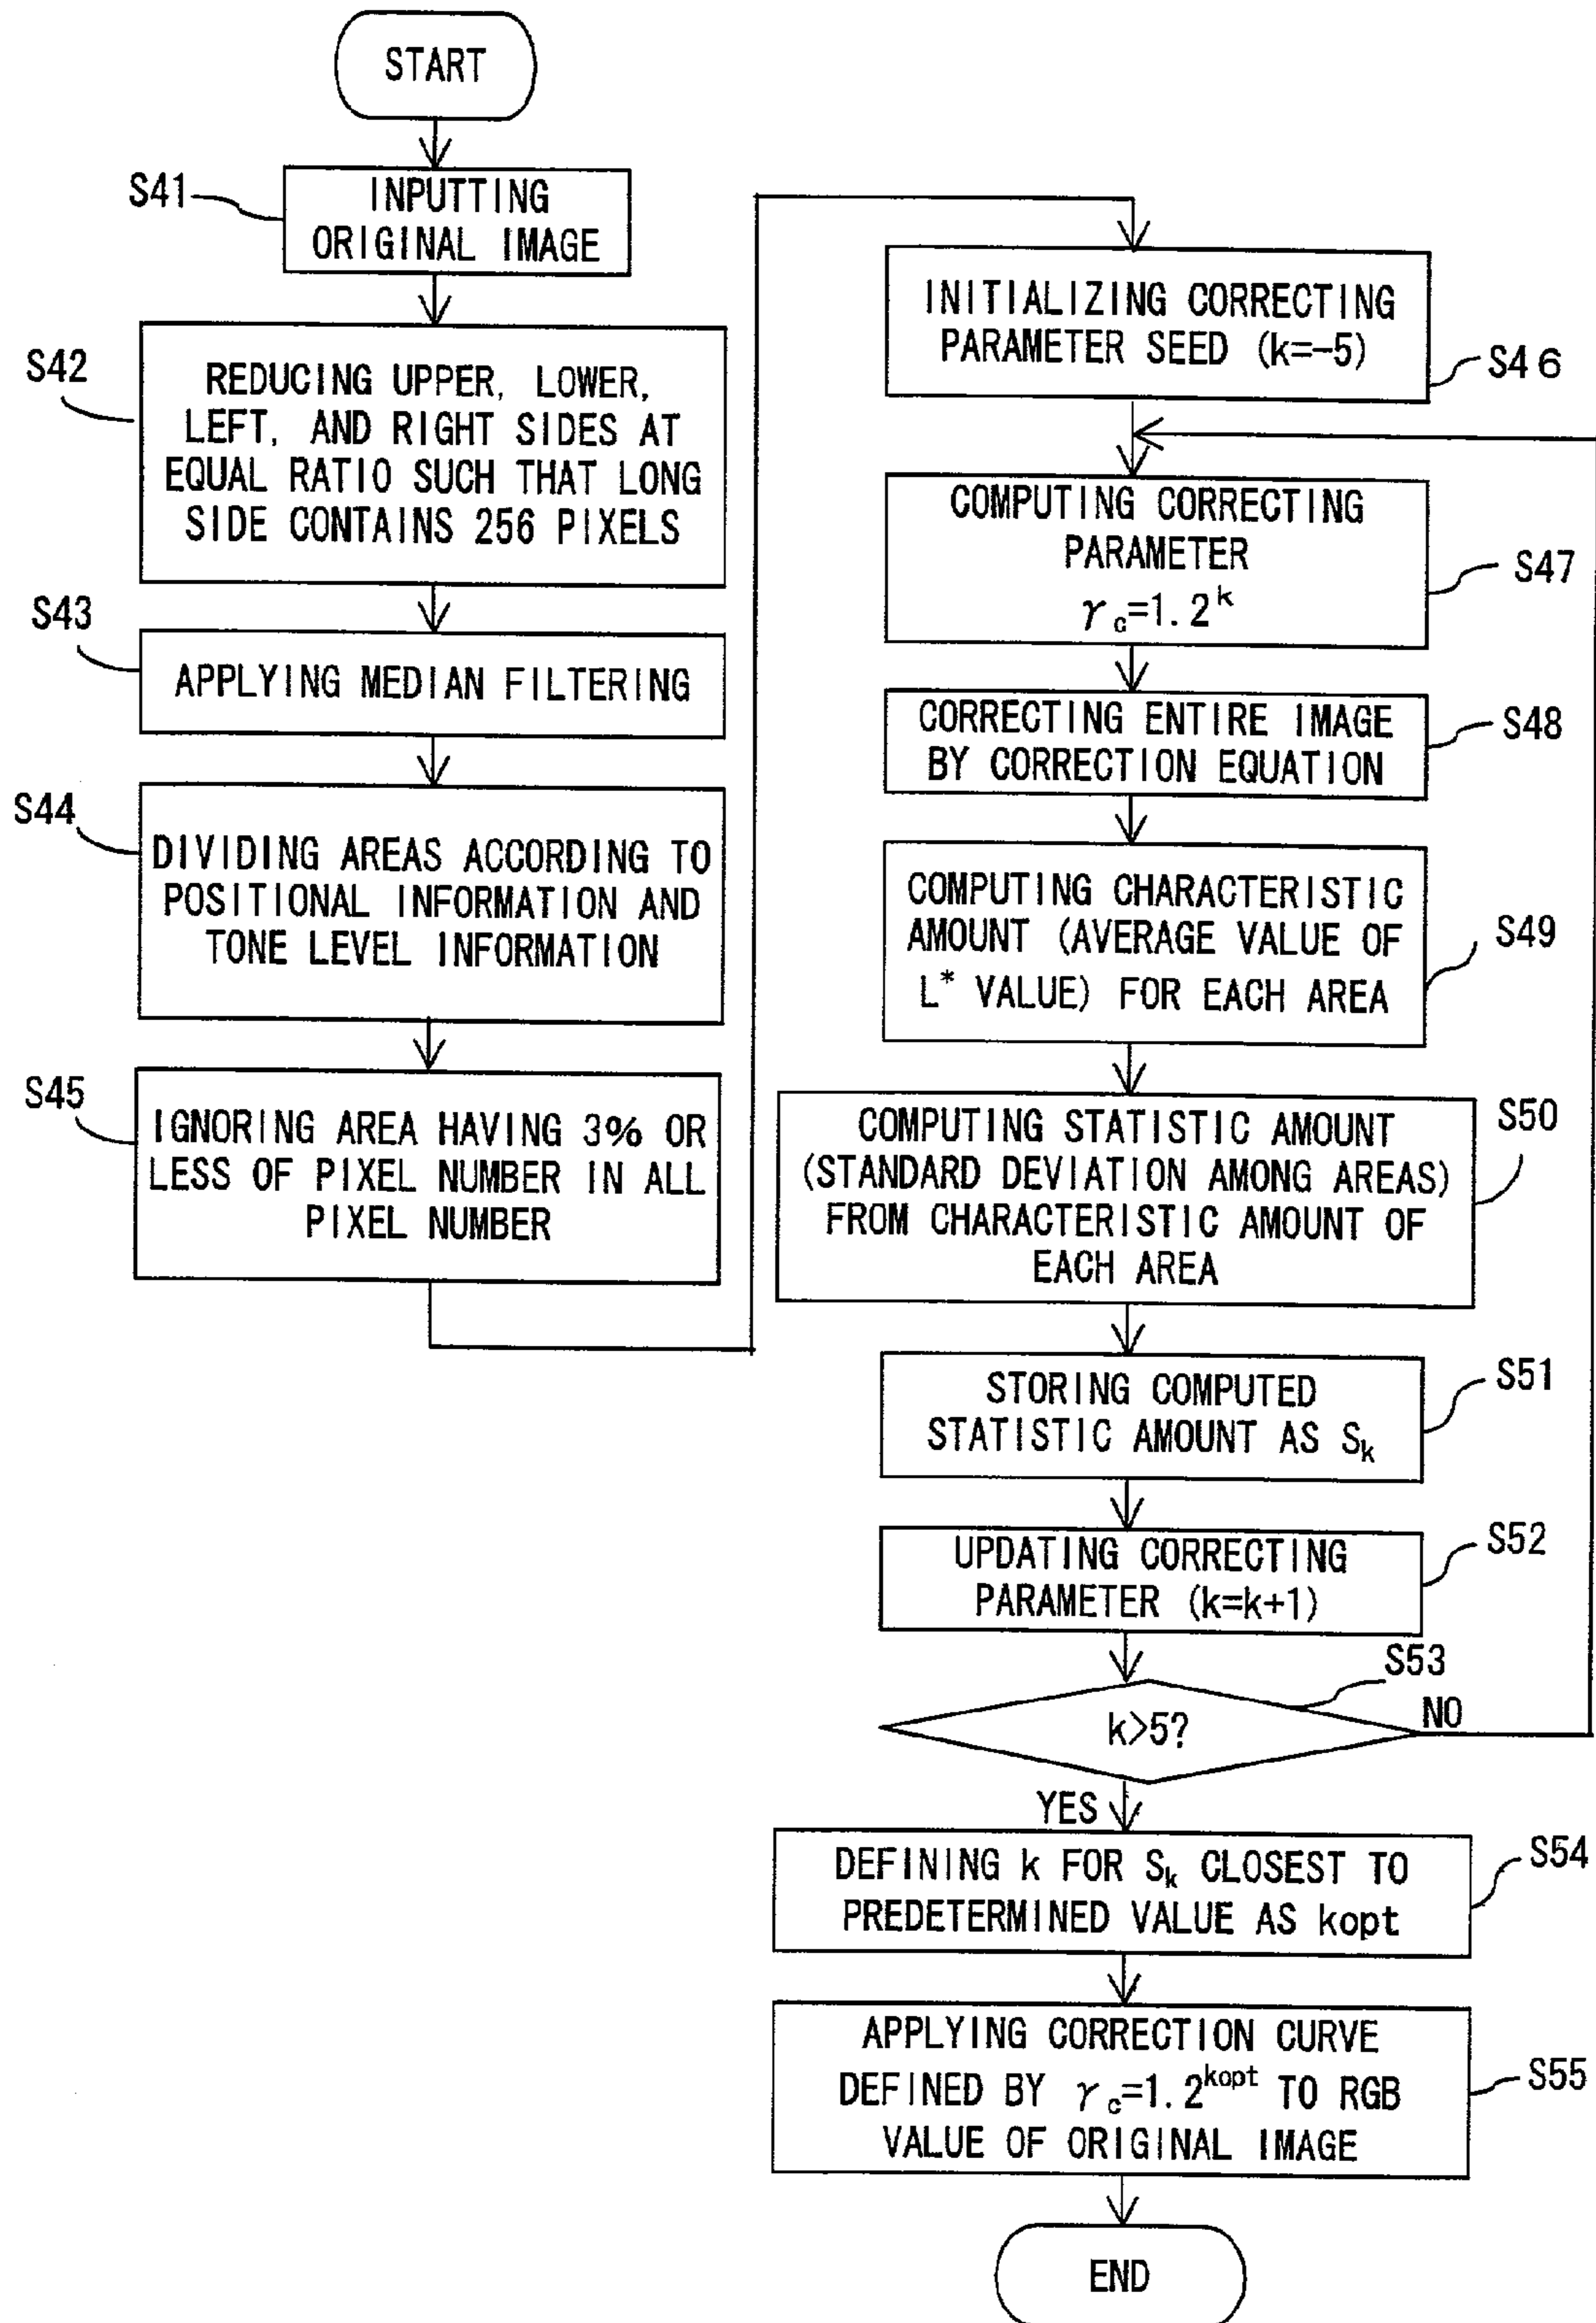 START
S41
INPUTTING
ORIGINAL IMAGE
S42
REDUCING UPPER, LOWER,
LEFT, AND RIGHT SIDES AT
EQUAL RATIO SUCH THAT LONG
SIDE CONTAINS 256 PIXELS
S43
APPLYING MEDIAN FILTERING
S44
DIVIDING AREAS ACCORDING TO
POSITIONAL INFORMATION AND
TONE LEVEL INFORMATION
S45
IGNORING AREA HAVING 3% OR
LESS OF PIXEL NUMBER IN ALL
PIXEL NUMBER
INITIALIZING CORRECTING
PARAMETER SEED (k=-5)
S46
COMPUTING CORRECTING
PARAMETER
γc=1.2^k
S47
CORRECTING ENTIRE IMAGE
BY CORRECTION EQUATION
S48
COMPUTING CHARACTERISTIC
AMOUNT (AVERAGE VALUE OF
L* VALUE) FOR EACH AREA
S49
COMPUTING STATISTIC AMOUNT
(STANDARD DEVIATION AMONG AREAS)
FROM CHARACTERISTIC AMOUNT OF
EACH AREA
S50
STORING COMPUTED
STATISTIC AMOUNT AS Sk
S51
UPDATING CORRECTING
PARAMETER (k=k+1)
S52
S53
k>5?
NO
YES
DEFINING k FOR Sk CLOSEST TO
PREDETERMINED VALUE AS kopt
S54
APPLYING CORRECTION CURVE
DEFINED BY γc=1.2^kopt TO RGB
VALUE OF ORIGINAL IMAGE
S55
END